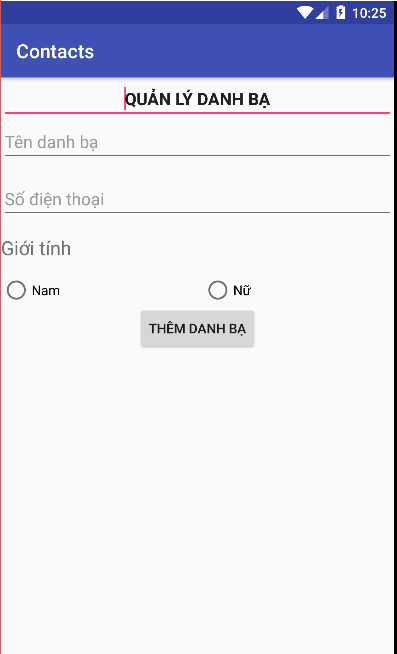 10:25
Contacts
QUẢN LÝ DANH BẠ
Tên danh bạ
Số điện thoại
Giới tính
Nam
Nữ
THÊM DANH BẠ